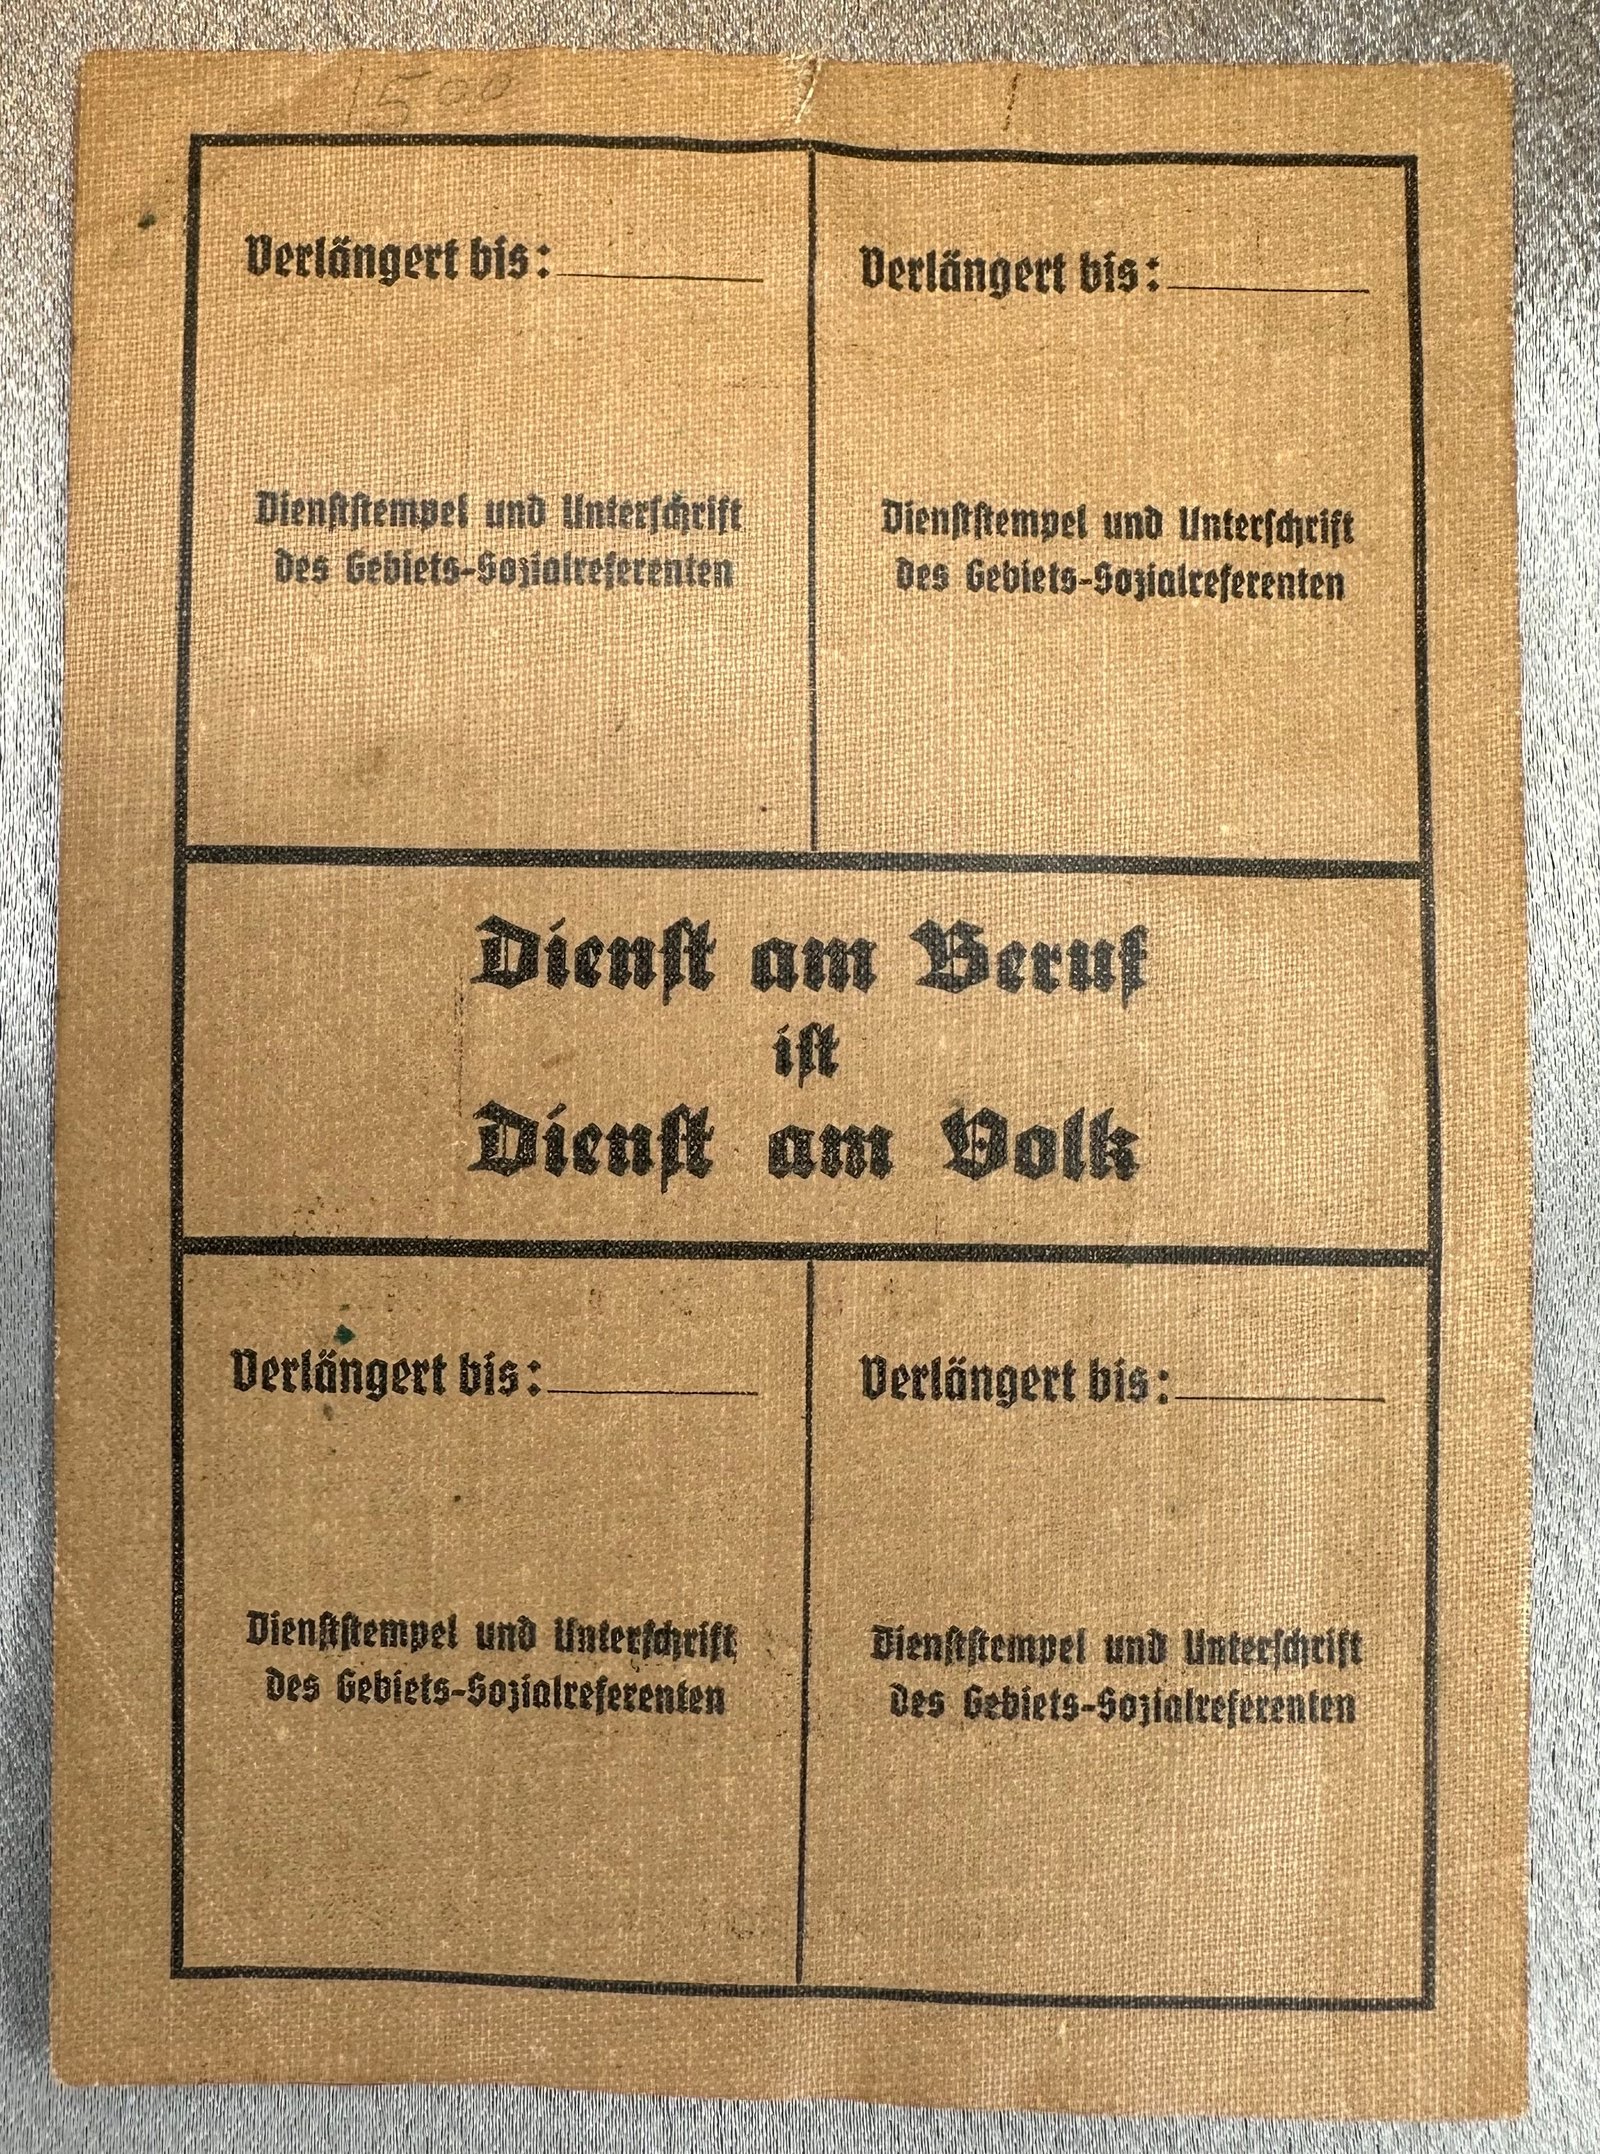 1500
Verlängert bis:
Verlängert bis:
Dienststempel und Unterschrift
des Gebiets-Sozialreferenten
Dienststempel und Unterschrift
des Gebiets-Sozialreferenten
Dienst am Beruf
ist
Dienst am Volk
Verlängert bis:
Verlängert bis:
Dienststempel und Unterschrift
des Gebiets-Sozialreferenten
Dienststempel und Unterschrift
des Gebiets-Sozialreferenten